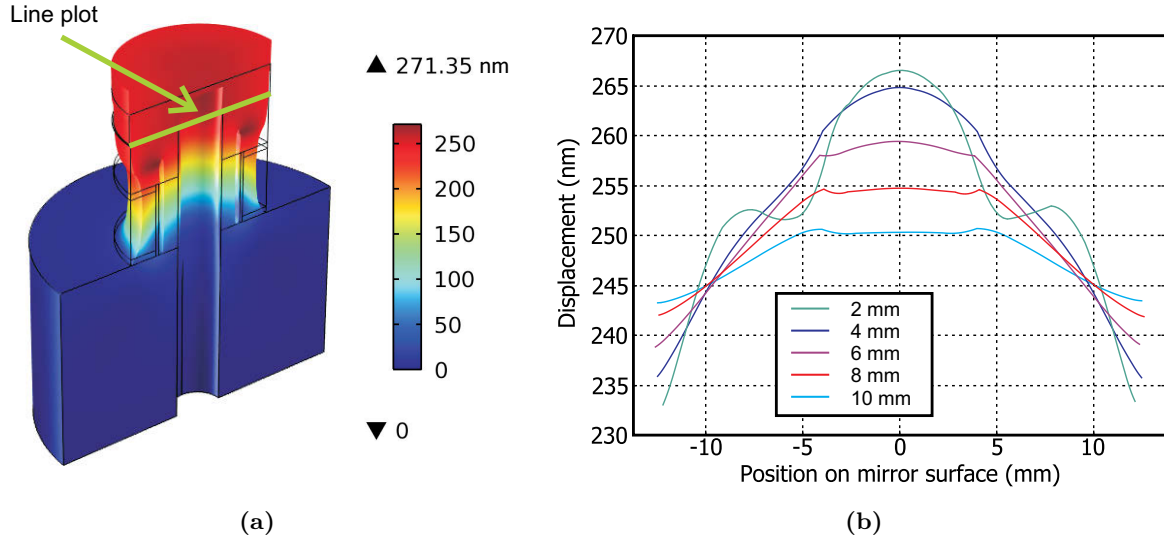 Line plot
▲ 271.35 nm
250
200
150
100
50
0
▼ 0
(a)
270
265
260
255
250
245
240
235
230
Displacement (nm)
2 mm
4 mm
6 mm
8 mm
10 mm
-10 -5 0 5 10
Position on mirror surface (mm)
(b)